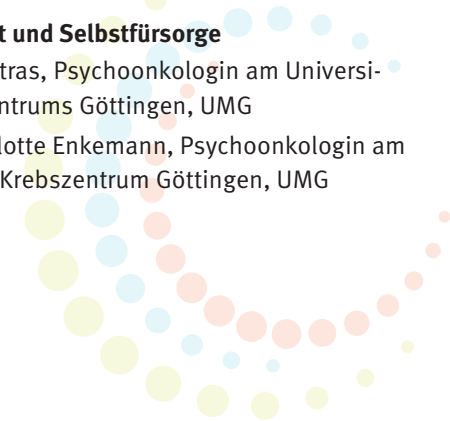 t und Selbstfürsorge
tras, Psychoonkologin am Universi-
ntrums Göttingen, UMG
lotte Enkemann, Psychoonkologin am
Krebszentrum Göttingen, UMG